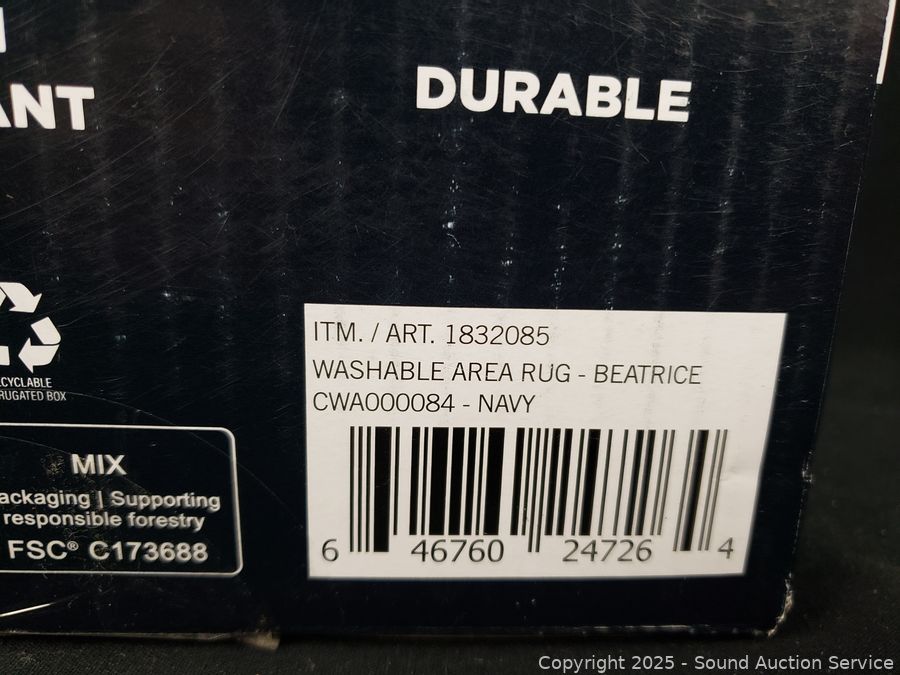 ANT
DURABLE
ITM. / ART. 1832085
WASHABLE AREA RUG - BEATRICE
CWA000084 - NAVY
6 46760 24726 4
CYCLABLE
RUGATED BOX
MIX
ackaging | Supporting
responsible forestry
FSC® C173688
Copyright 2025 - Sound Auction Service